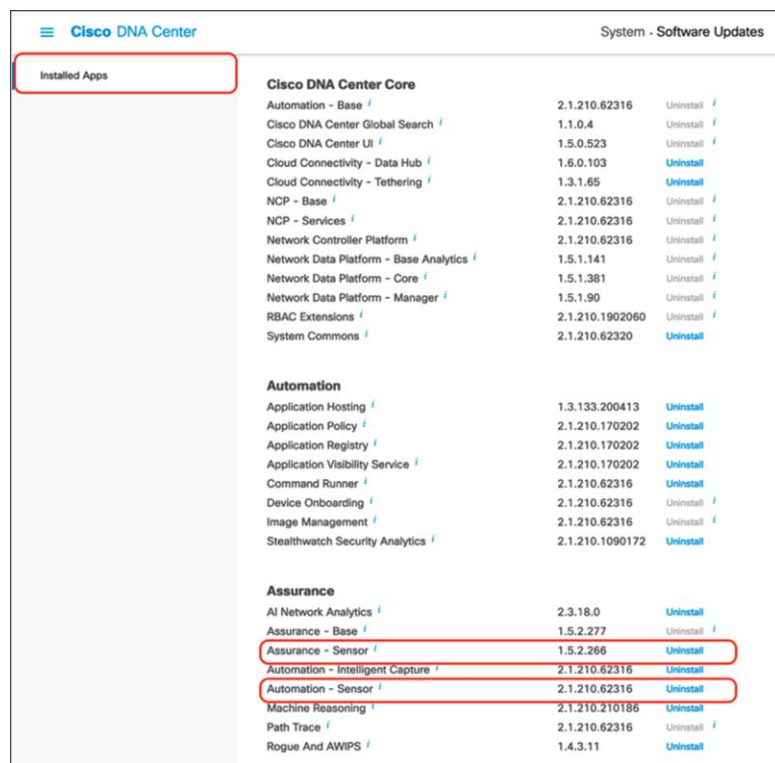 Cisco DNA Center
System · Software Updates
Installed Apps
Cisco DNA Center Core
Automation - Base i 2.1.210.62316 Uninstall i
Cisco DNA Center Global Search i 1.1.0.4 Uninstall i
Cisco DNA Center UI i 1.5.0.523 Uninstall i
Cloud Connectivity - Data Hub i 1.6.0.103 Uninstall
Cloud Connectivity - Tethering i 1.3.1.65 Uninstall
NCP - Base i 2.1.210.62316 Uninstall i
NCP - Services i 2.1.210.62316 Uninstall i
Network Controller Platform i 2.1.210.62316 Uninstall i
Network Data Platform - Base Analytics i 1.5.1.141 Uninstall i
Network Data Platform - Core i 1.5.1.381 Uninstall i
Network Data Platform - Manager i 1.5.1.90 Uninstall i
RBAC Extensions i 2.1.210.1902060 Uninstall i
System Commons i 2.1.210.62320 Uninstall
Automation
Application Hosting i 1.3.133.200413 Uninstall
Application Policy i 2.1.210.170202 Uninstall
Application Registry i 2.1.210.170202 Uninstall
Application Visibility Service i 2.1.210.170202 Uninstall
Command Runner i 2.1.210.62316 Uninstall
Device Onboarding i 2.1.210.62316 Uninstall i
Image Management i 2.1.210.62316 Uninstall i
Stealthwatch Security Analytics i 2.1.210.1090172 Uninstall
Assurance
AI Network Analytics i 2.3.18.0 Uninstall
Assurance - Base i 1.5.2.277 Uninstall i
Assurance - Sensor i 1.5.2.266 Uninstall
Automation - Intelligent Capture i 2.1.210.62316 Uninstall
Automation - Sensor i 2.1.210.62316 Uninstall
Machine Reasoning i 2.1.210.210186 Uninstall
Path Trace i 2.1.210.62316 Uninstall i
Rogue And AWIPS i 1.4.3.11 Uninstall